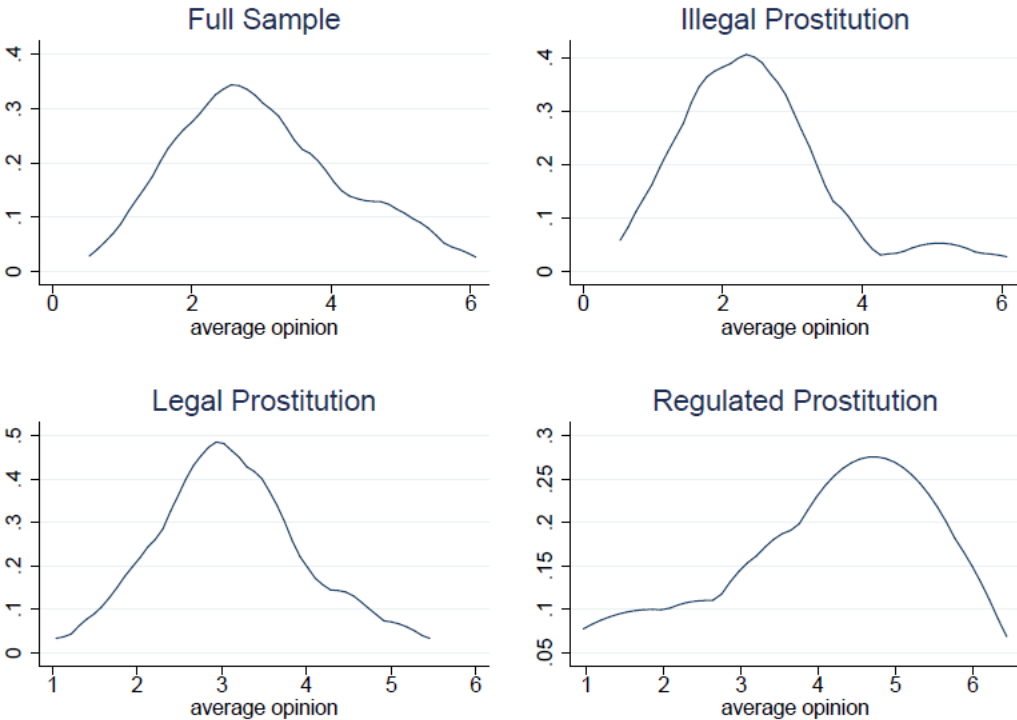 Full Sample
.4
.3
.2
.1
0
0 2 4 6
average opinion
Illegal Prostitution
.4
.3
.2
.1
0
0 2 4 6
average opinion
Legal Prostitution
.5
.4
.3
.2
.1
0
1 2 3 4 5 6
average opinion
Regulated Prostitution
.3
.25
.2
.15
.1
.05
1 2 3 4 5 6
average opinion